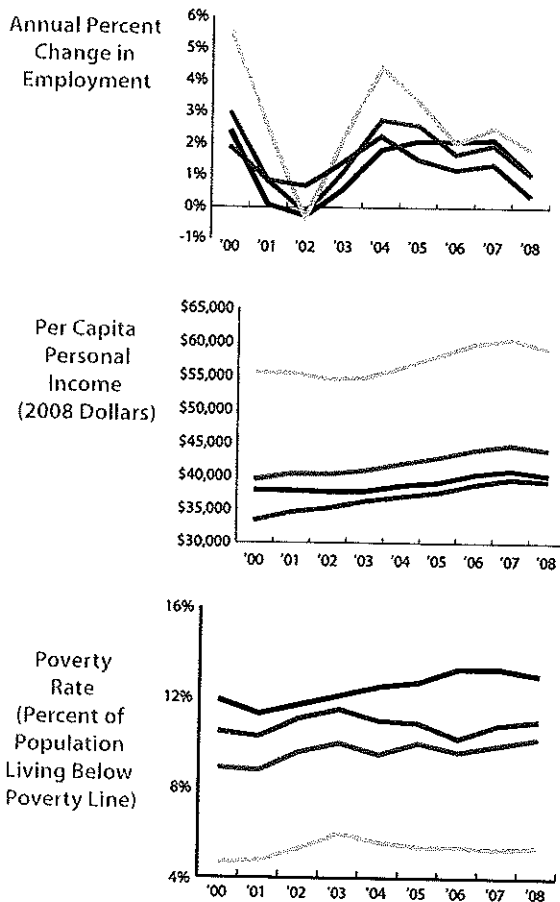 Annual Percent
Change in
Employment
6%
5%
4%
3%
2%
1%
0%
-1%
'00 '01 '02 '03 '04 '05 '06 '07 '08
Per Capita
Personal
Income
(2008 Dollars)
$65,000
$60,000
$55,000
$50,000
$45,000
$40,000
$35,000
$30,000
'00 '01 '02 '03 '04 '05 '06 '07 '08
Poverty
Rate
(Percent of
Population
Living Below
Poverty Line)
16%
12%
8%
4%
'00 '01 '02 '03 '04 '05 '06 '07 '08